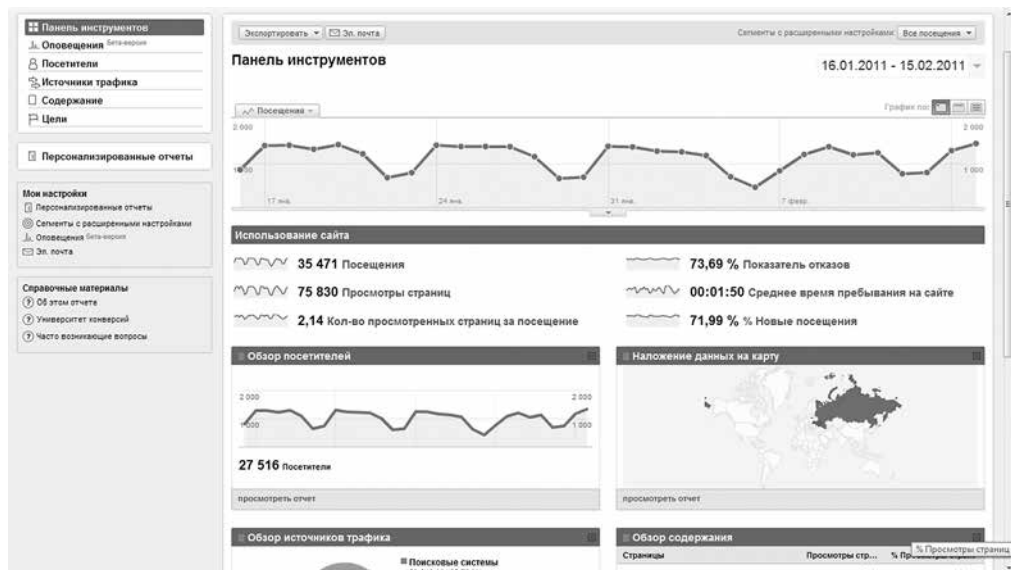 Панель инструментов
Оповещения Бета-версия
Посетители
Источники трафика
Содержание
Цели
Персонализированные отчеты
Мои настройки
Персонализированные отчеты
Сегменты с расширенными настройками
Оповещения Бета-версия
Эл. почта
Справочные материалы
Об этом отчете
Университет конверсий
Часто возникающие вопросы
Экспортировать Эл. почта
Сегменты с расширенными настройками: Все посещения
Панель инструментов
16.01.2011 - 15.02.2011
Посещения
График по:
2 000 2 000
1 000 1 000
17 янв. 24 янв. 31 янв. 7 февр.
Использование сайта
35 471 Посещения
73,69 % Показатель отказов
75 830 Просмотры страниц
00:01:50 Среднее время пребывания на сайте
2,14 Кол-во просмотренных страниц за посещение
71,99 % % Новые посещения
Обзор посетителей
2 000 2 000
1 000 1 000
27 516 Посетители
просмотреть отчет
Наложение данных на карту
просмотреть отчет
Обзор источников трафика
Поисковые системы
Обзор содержания
Страницы Просмотры стр... %
% Просмотры страниц